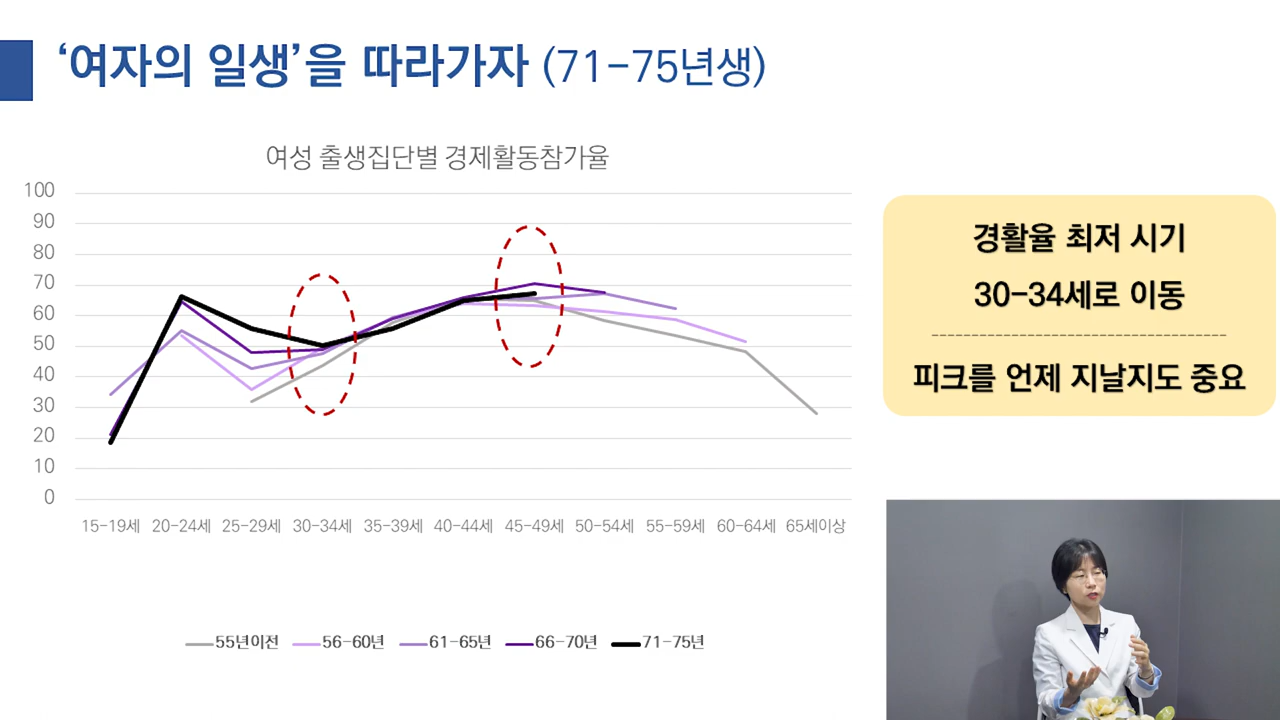 ‘여자의 일생’을 따라가자 (71-75년생)
여성 출생집단별 경제활동참가율
100
90
80
70
60
50
40
30
20
10
0
15-19세 20-24세 25-29세 30-34세 35-39세 40-44세 45-49세 50-54세 55-59세 60-64세 65세이상
55년이전 56-60년 61-65년 66-70년 71-75년
경활율 최저 시기
30-34세로 이동
피크를 언제 지날지도 중요